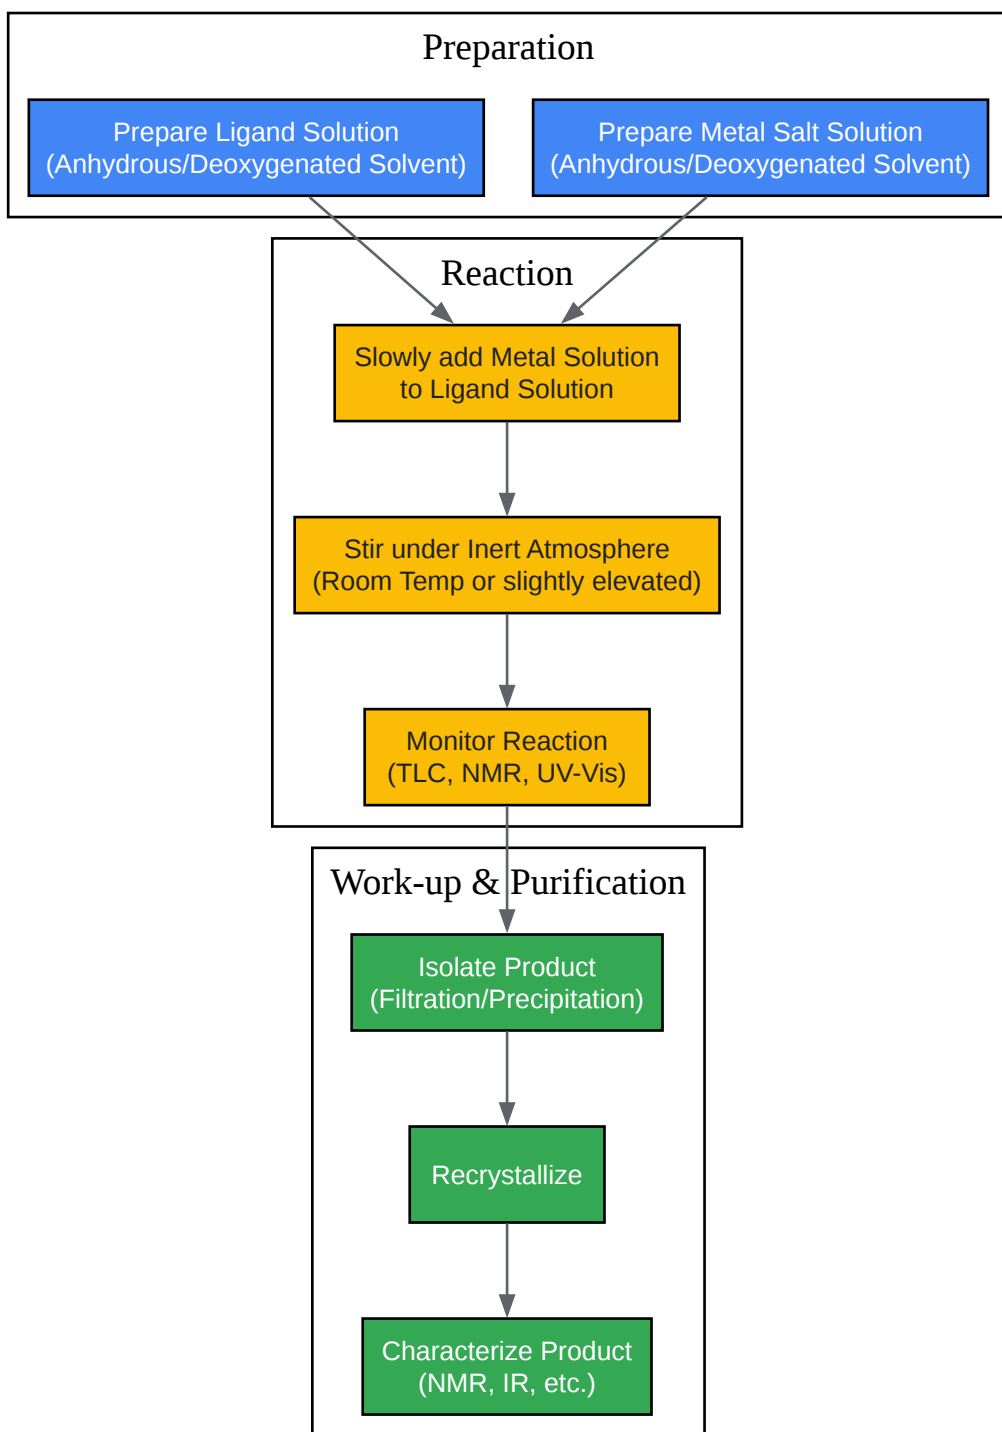 Preparation
Prepare Ligand Solution
(Anhydrous/Deoxygenated Solvent)
Prepare Metal Salt Solution
(Anhydrous/Deoxygenated Solvent)
Reaction
Slowly add Metal Solution
to Ligand Solution
Stir under Inert Atmosphere
(Room Temp or slightly elevated)
Monitor Reaction
(TLC, NMR, UV-Vis)
Work-up & Purification
Isolate Product
(Filtration/Precipitation)
Recrystallize
Characterize Product
(NMR, IR, etc.)